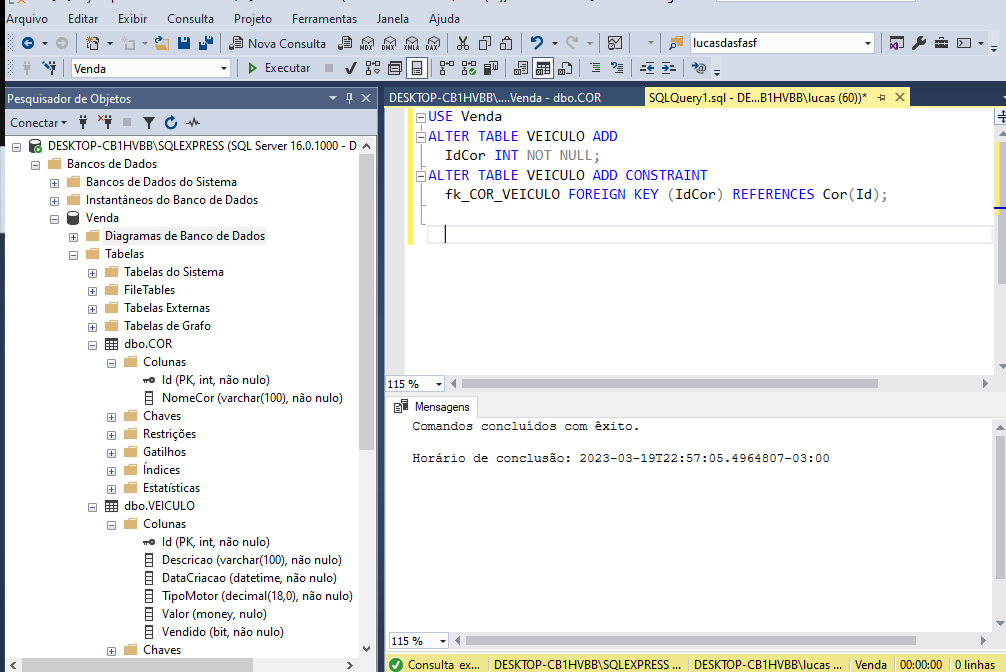 Arquivo Editar Exibir Consulta Projeto Ferramentas Janela Ajuda
Nova Consulta MDX DMX XMLA DAX lucasdasfasf
Venda Executar
Pesquisador de Objetos
Conectar
DESKTOP-CB1HVBB\SQLEXPRESS (SQL Server 16.0.1000 - D
Bancos de Dados
Bancos de Dados do Sistema
Instantâneos do Banco de Dados
Venda
Diagramas de Banco de Dados
Tabelas
Tabelas do Sistema
FileTables
Tabelas Externas
Tabelas de Grafo
dbo.COR
Colunas
Id (PK, int, não nulo)
NomeCor (varchar(100), não nulo)
Chaves
Restrições
Gatilhos
Índices
Estatísticas
dbo.VEICULO
Colunas
Id (PK, int, não nulo)
Descricao (varchar(100), não nulo)
DataCriacao (datetime, não nulo)
TipoMotor (decimal(18,0), não nulo)
Valor (money, nulo)
Vendido (bit, não nulo)
Chaves
DESKTOP-CB1HVBB\....Venda - dbo.COR
SQLQuery1.sql - DE...B1HVBB\lucas (60))*
USE Venda
ALTER TABLE VEICULO ADD
IdCor INT NOT NULL;
ALTER TABLE VEICULO ADD CONSTRAINT
fk_COR_VEICULO FOREIGN KEY (IdCor) REFERENCES Cor(Id);
115 %
Mensagens
Comandos concluídos com êxito.
Horário de conclusão: 2023-03-19T22:57:05.4964807-03:00
115 %
Consulta ex... DESKTOP-CB1HVBB\SQLEXPRESS ... DESKTOP-CB1HVBB\lucas ... Venda 00:00:00 0 linhas